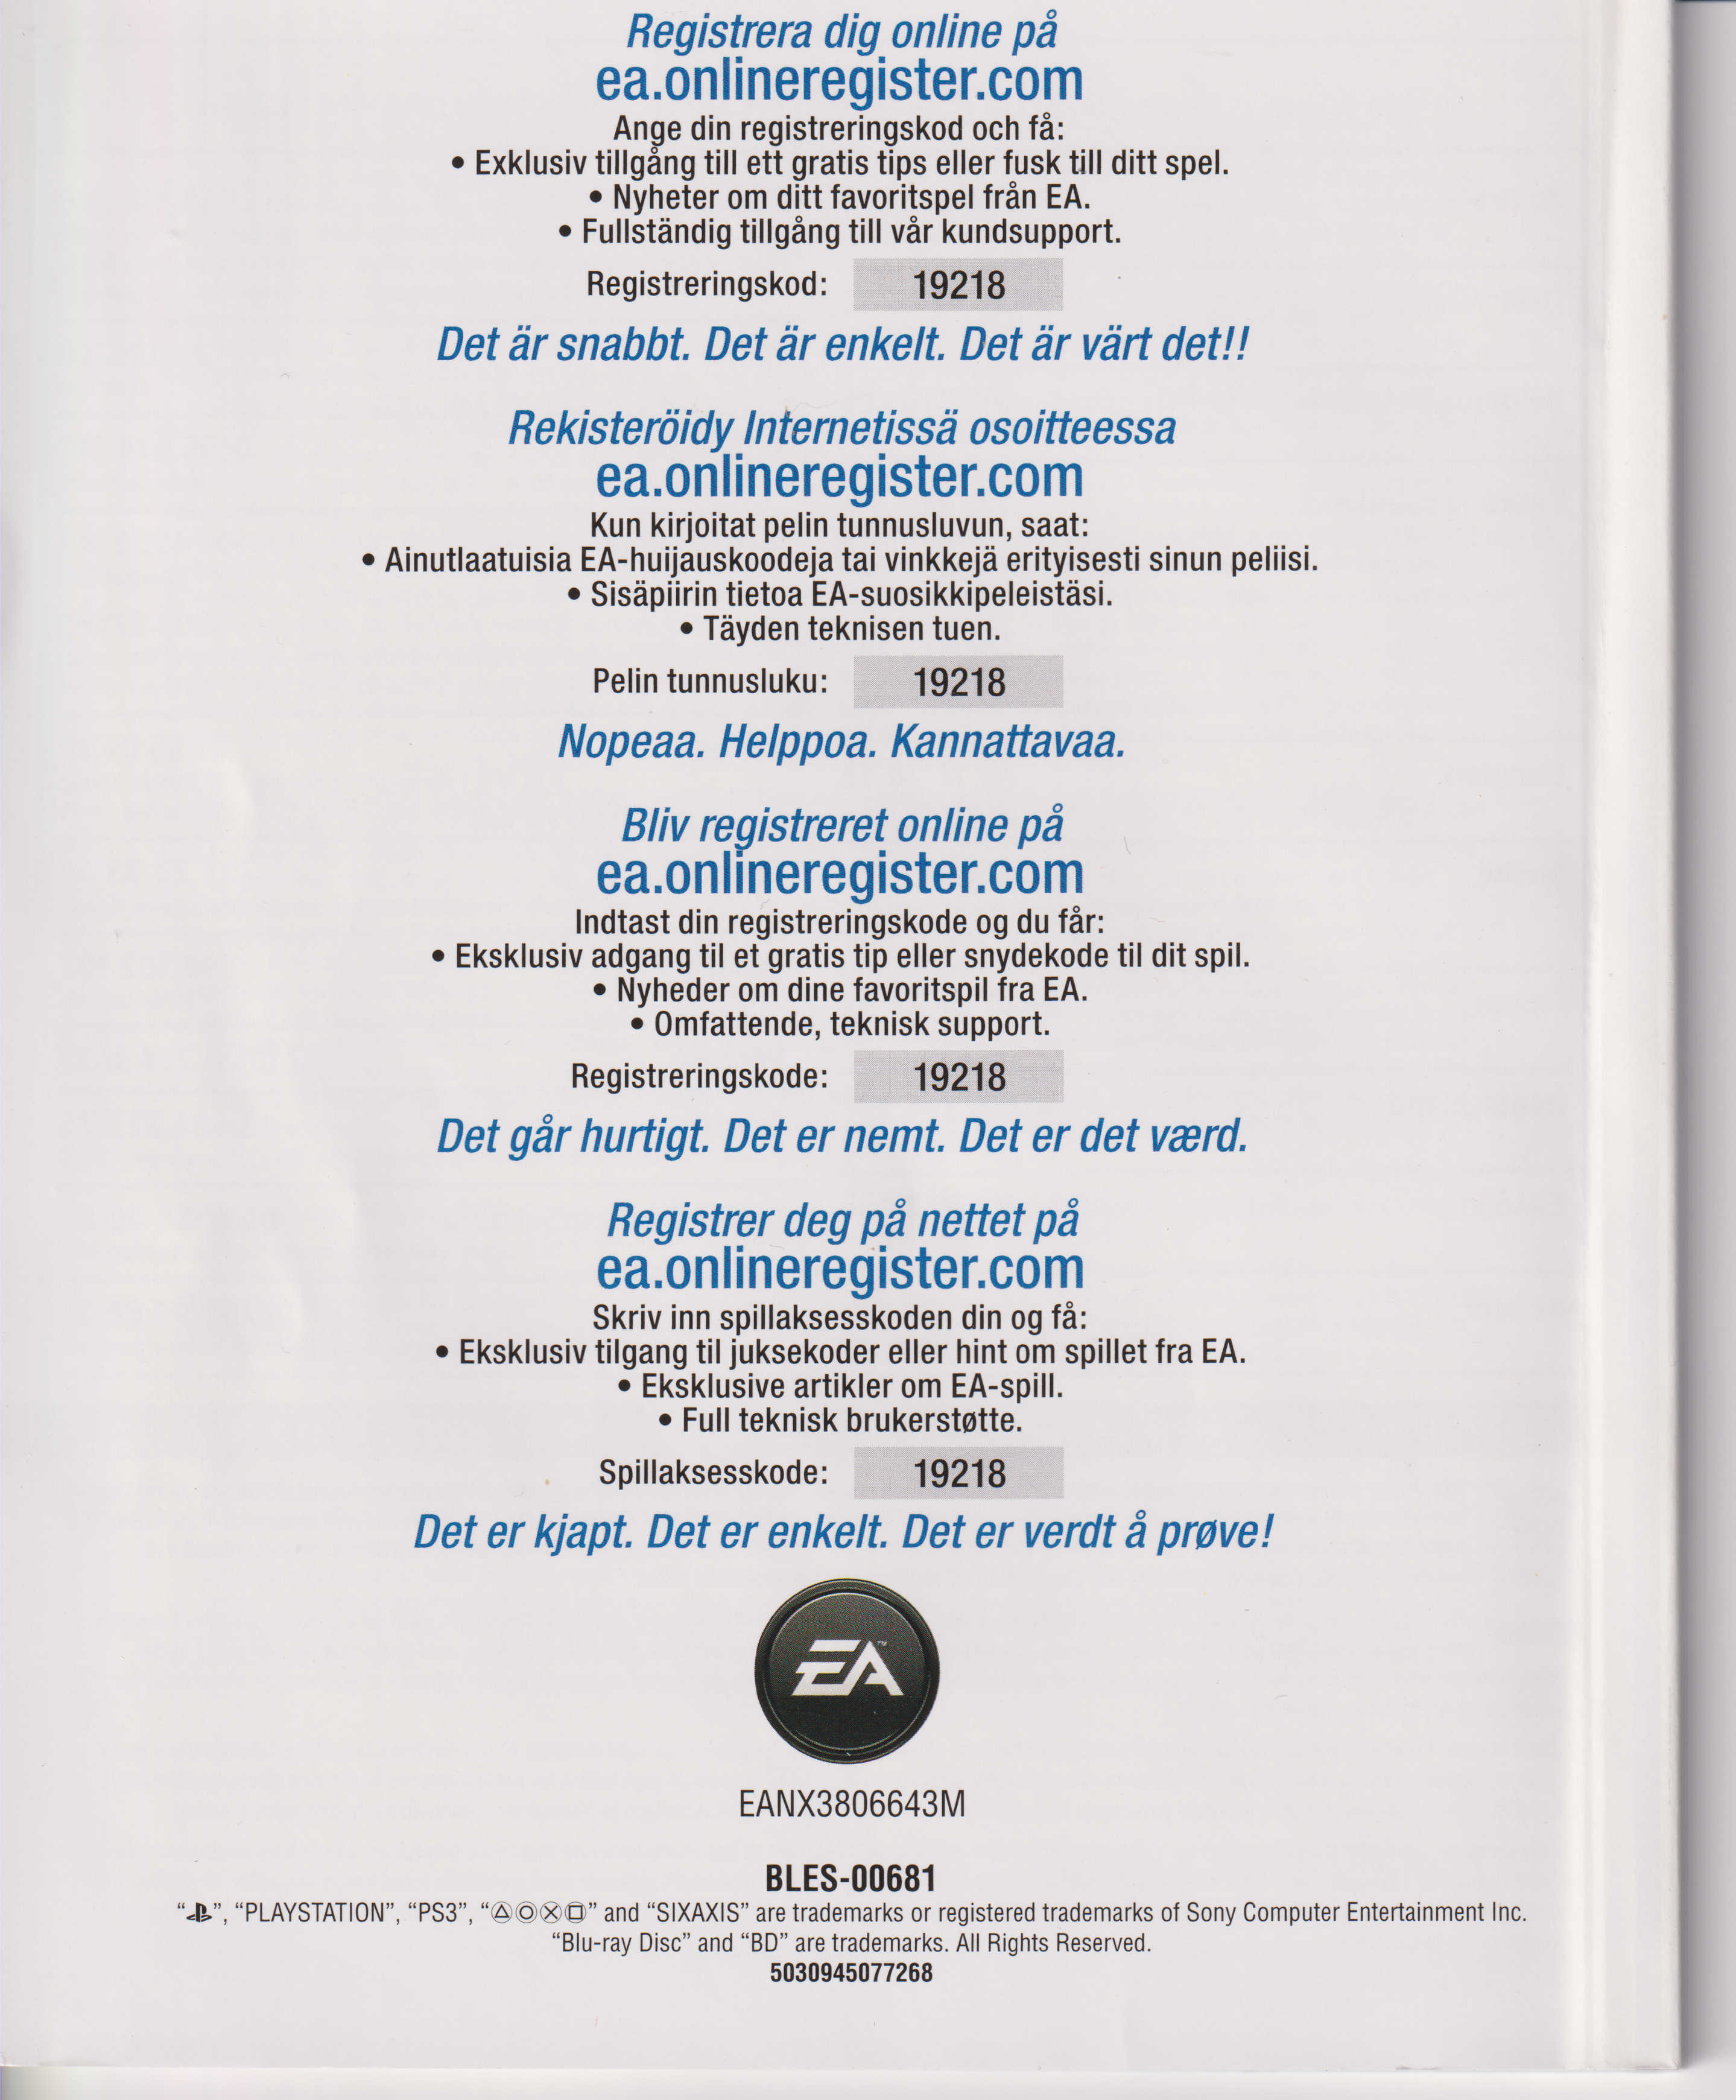 Registrera dig online på
ea.onlineregister.com
Ange din registreringskod och få:
• Exklusiv tillgång till ett gratis tips eller fusk till ditt spel.
• Nyheter om ditt favoritspel från EA.
• Fullständig tillgång till vår kundsupport.
Registreringskod: 19218
Det är snabbt. Det är enkelt. Det är värt det!!
Rekisteröidy Internetissä osoitteessa
ea.onlineregister.com
Kun kirjoitat pelin tunnusluvun, saat:
• Ainutlaatuisia EA-huijauskoodeja tai vinkkejä erityisesti sinun peliisi.
• Sisäpiirin tietoa EA-suosikkipeleistäsi.
• Täyden teknisen tuen.
Pelin tunnusluku: 19218
Nopeaa. Helppoa. Kannattavaa.
Bliv registreret online på
ea.onlineregister.com
Indtast din registreringskode og du får:
• Eksklusiv adgang til et gratis tip eller snydekode til dit spil.
• Nyheder om dine favoritspil fra EA.
• Omfattende, teknisk support.
Registreringskode: 19218
Det går hurtigt. Det er nemt. Det er det værd.
Registrer deg på nettet på
ea.onlineregister.com
Skriv inn spillaksesskoden din og få:
• Eksklusiv tilgang til juksekoder eller hint om spillet fra EA.
• Eksklusive artikler om EA-spill.
• Full teknisk brukerstøtte.
Spillaksesskode: 19218
Det er kjapt. Det er enkelt. Det er verdt å prøve!
EA™
EANX3806643M
BLES-00681
“”, “PLAYSTATION”, “PS3”, “△○✕□” and “SIXAXIS” are trademarks or registered trademarks of Sony Computer Entertainment Inc.
“Blu-ray Disc” and “BD” are trademarks. All Rights Reserved.
5030945077268